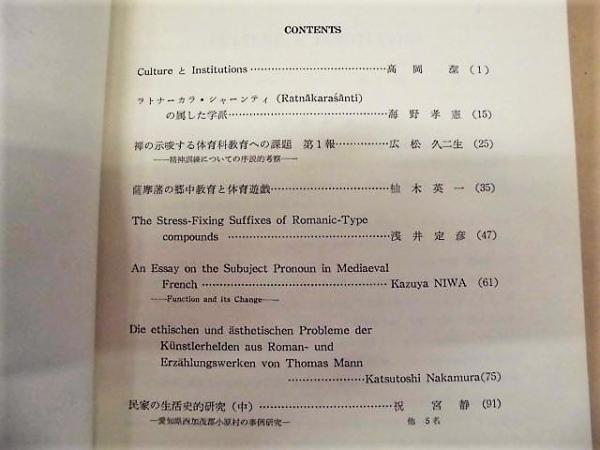 CONTENTS
Culture と Institutions ……………………………… 高岡 潔 (1)
ラトナーカラ・シャーンティ (Ratnākaraśānti)
の属した学派 ……………………………… 海野孝憲 (15)
禅の示唆する体育科教育への課題 第1報 …………… 広松久二生 (25)
——精神訓練についての序説的考察——
薩摩藩の郷中教育と体育遊戯 ……………………………… 柚木英一 (35)
The Stress-Fixing Suffixes of Romanic-Type
compounds ……………………………… 浅井定彦 (47)
An Essay on the Subuject Pronoun in Mediaeval
French ……………………………… Kazuya NIWA (61)
——Function and its Change——
Die ethischen und ästhetischen Probleme der
Künstlerhelden aus Roman- und
Erzählungswerken von Thomas Mann
……………………… Katsutoshi Nakamura (75)
民家の生活史的研究 (中) ……………………………… 祝宮静 (91)
——愛知県西加茂郡小原村の事例研究—— 他 5名